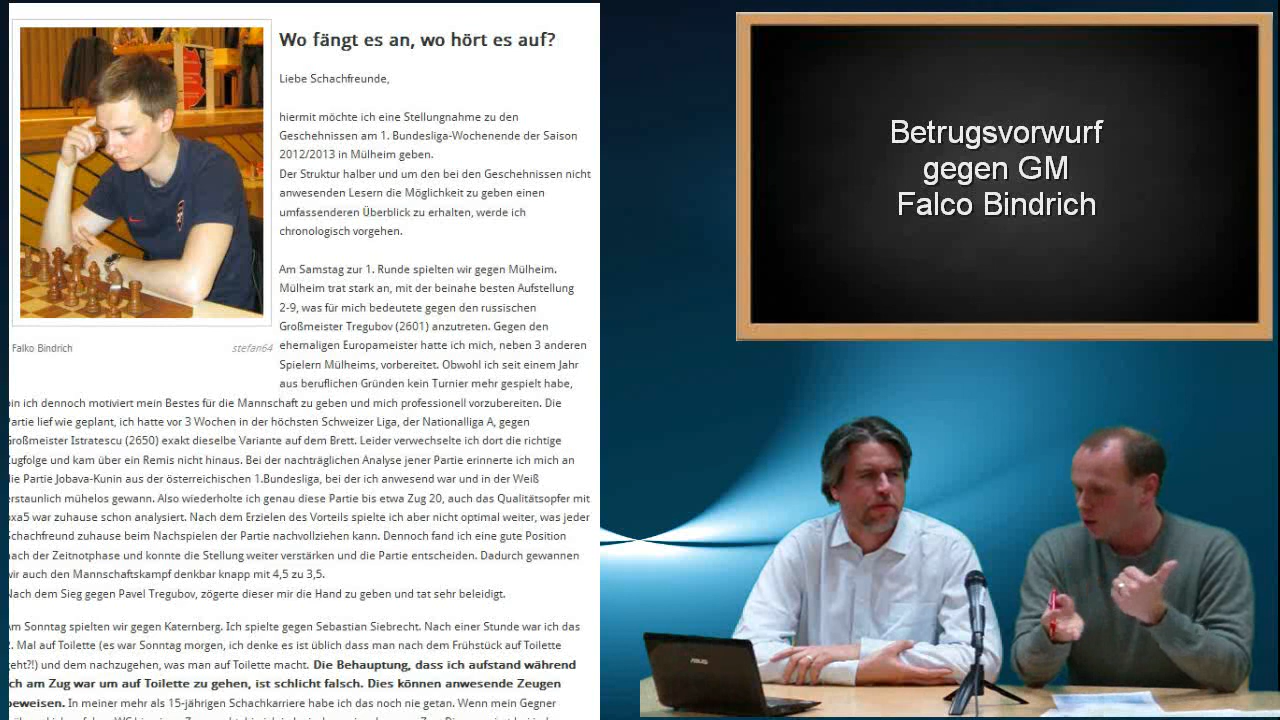 Wo fängt es an, wo hört es auf?
Liebe Schachfreunde,
hiermit möchte ich eine Stellungnahme zu den
Geschehnissen am 1. Bundesliga-Wochenende der Saison
2012/2013 in Mülheim geben.
Der Struktur halber und um den bei den Geschehnissen nicht
anwesenden Lesern die Möglichkeit zu geben einen
umfassenderen Überblick zu erhalten, werde ich
chronologisch vorgehen.
Am Samstag zur 1. Runde spielten wir gegen Mülheim.
Mülheim trat stark an, mit der beinahe besten Aufstellung
2-9, was für mich bedeutete gegen den russischen
Großmeister Tregubov (2601) anzutreten. Gegen den
ehemaligen Europameister hatte ich mich, neben 3 anderen
Spielern Mülheims, vorbereitet. Obwohl ich seit einem Jahr
aus beruflichen Gründen kein Turnier mehr gespielt habe,
Falko Bindrich
stefan64
bin ich dennoch motiviert mein Bestes für die Mannschaft zu geben und mich professionell vorzubereiten. Die
Partie lief wie geplant, ich hatte vor 3 Wochen in der höchsten Schweizer Liga, der Nationalliga A, gegen
Großmeister Istratescu (2650) exakt dieselbe Variante auf dem Brett. Leider verwechselte ich dort die richtige
Zugfolge und kam über ein Remis nicht hinaus. Bei der nachträglichen Analyse jener Partie erinnerte ich mich an
die Partie Jobava-Kunin aus der österreichischen 1.Bundesliga, bei der ich anwesend war und in der Weiß
erstaunlich mühelos gewann. Also wiederholte ich genau diese Partie bis etwa Zug 20, auch das Qualitätsopfer mit
bxa5 war zuhause schon analysiert. Nach dem Erzielen des Vorteils spielte ich aber nicht optimal weiter, was jeder
Schachfreund zuhause beim Nachspielen der Partie nachvollziehen kann. Dennoch fand ich eine gute Position
nach der Zeitnotphase und konnte die Stellung weiter verstärken und die Partie entscheiden. Dadurch gewannen
wir auch den Mannschaftskampf denkbar knapp mit 4,5 zu 3,5.
Nach dem Sieg gegen Pavel Tregubov, zögerte dieser mir die Hand zu geben und tat sehr beleidigt.
Am Sonntag spielten wir gegen Katernberg. Ich spielte gegen Sebastian Siebrecht. Nach einer Stunde war ich das
2. Mal auf Toilette (es war Sonntag morgen, ich denke es ist üblich dass man nach dem Frühstück auf Toilette
geht?!) und dem nachzugehen, was man auf Toilette macht. Die Behauptung, dass ich aufstand während
ich am Zug war um auf Toilette zu gehen, ist schlicht falsch. Dies können anwesende Zeugen
beweisen. In meiner mehr als 15-jährigen Schachkarriere habe ich das noch nie getan. Wenn mein Gegner
Betrugsvorwurf
gegen GM
Falco Bindrich
ASUS